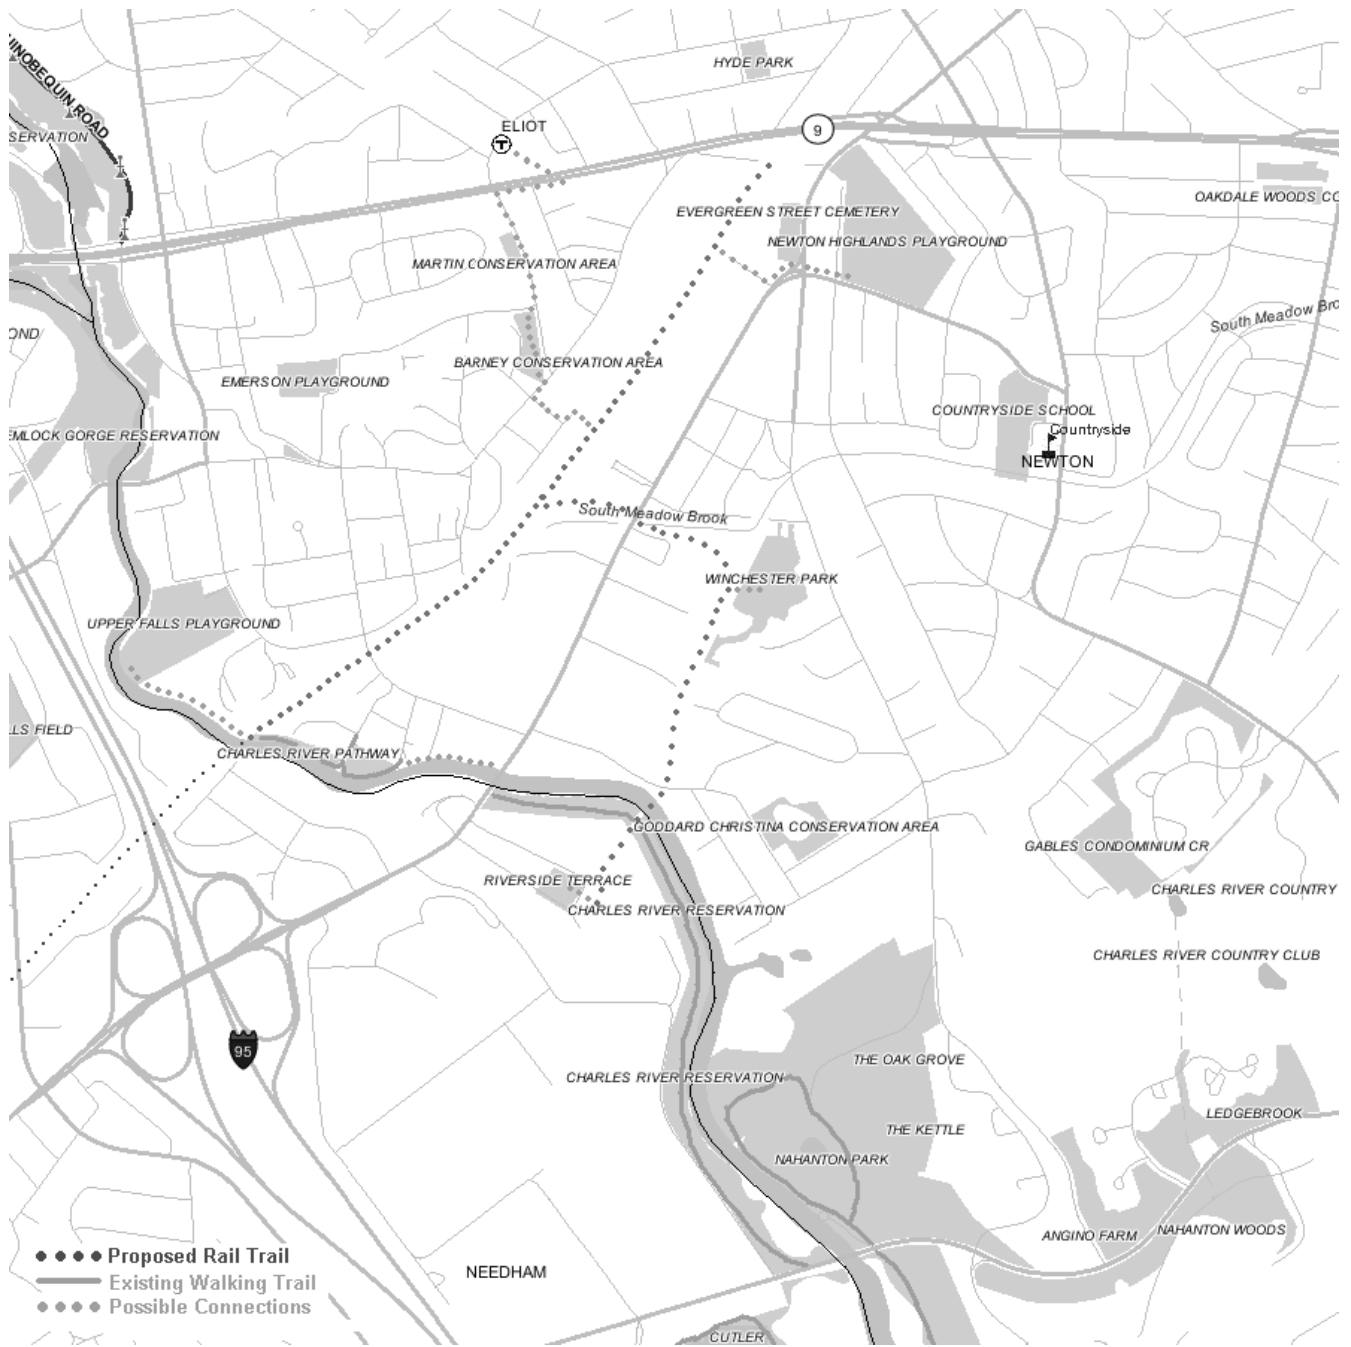 HYDE PARK
INOBEQUIN ROAD
ELIOT
T
9
SERVATION
OAKDALE WOODS CO
EVERGREEN STREET CEMETERY
NEWTON HIGHLANDS PLAYGROUND
MARTIN CONSERVATION AREA
South Meadow Bro
OND
BARNEY CONSERVATION AREA
EMERSON PLAYGROUND
COUNTRYSIDE SCHOOL
Countryside
EMLOCK GORGE RESERVATION
NEWTON
South Meadow Brook
WINCHESTER PARK
UPPER FALLS PLAYGROUND
LLS FIELD
CHARLES RIVER PATHWAY
GODDARD CHRISTINA CONSERVATION AREA
GABLES CONDOMINIUM CR
RIVERSIDE TERRACE
CHARLES RIVER COUNTRY
CHARLES RIVER RESERVATION
CHARLES RIVER COUNTRY CLUB
95
THE OAK GROVE
CHARLES RIVER RESERVATION
LEDGEBROOK
THE KETTLE
NAHANTON PARK
NAHANTON WOODS
ANGINO FARM
Proposed Rail Trail
NEEDHAM
Existing Walking Trail
Possible Connections
CUTLER